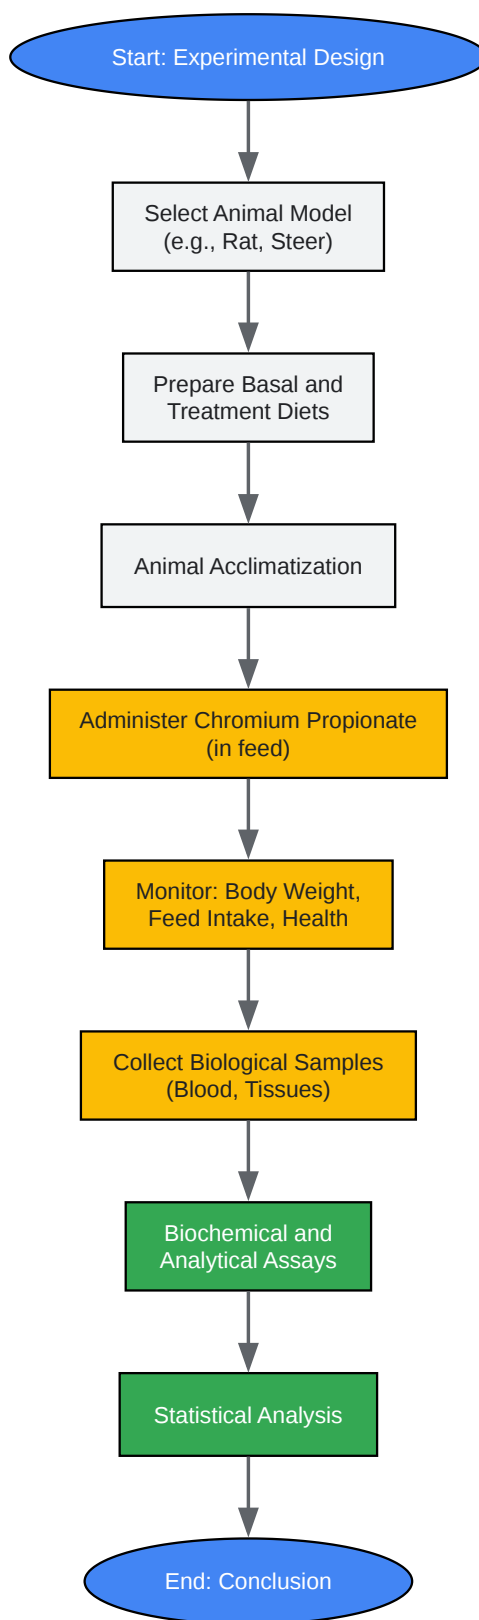 Start: Experimental Design
Select Animal Model
(e.g., Rat, Steer)
Prepare Basal and
Treatment Diets
Animal Acclimatization
Administer Chromium Propionate
(in feed)
Monitor: Body Weight,
Feed Intake, Health
Collect Biological Samples
(Blood, Tissues)
Biochemical and
Analytical Assays
Statistical Analysis
End: Conclusion